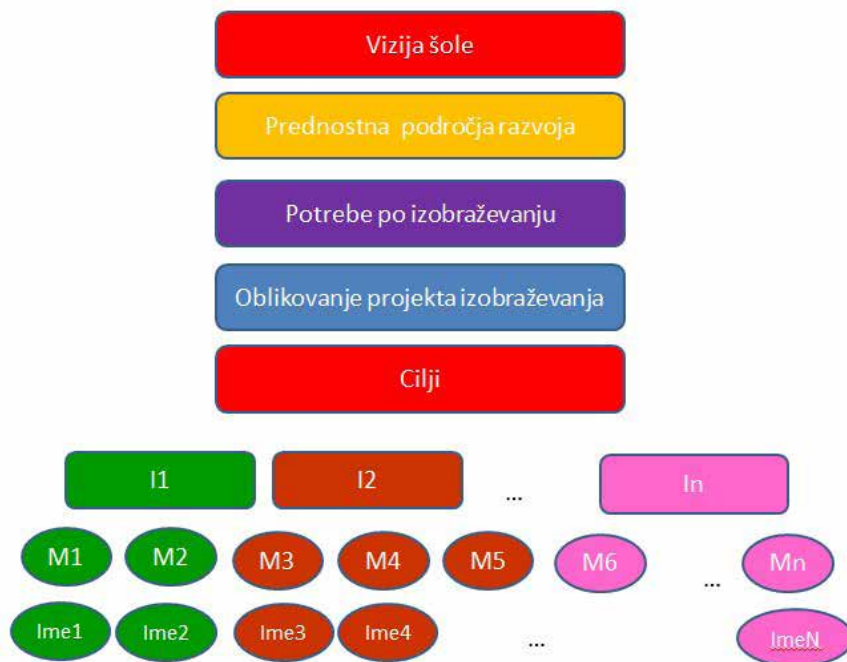 Vizija šole
Prednostna področja razvoja
Potrebe po izobraževanju
Oblikovanje projekta izobraževanja
Cilji
I1 I2 ... In
M1 M2 M3 M4 M5 M6 ... Mn
Ime1 Ime2 Ime3 Ime4 ... ImeN